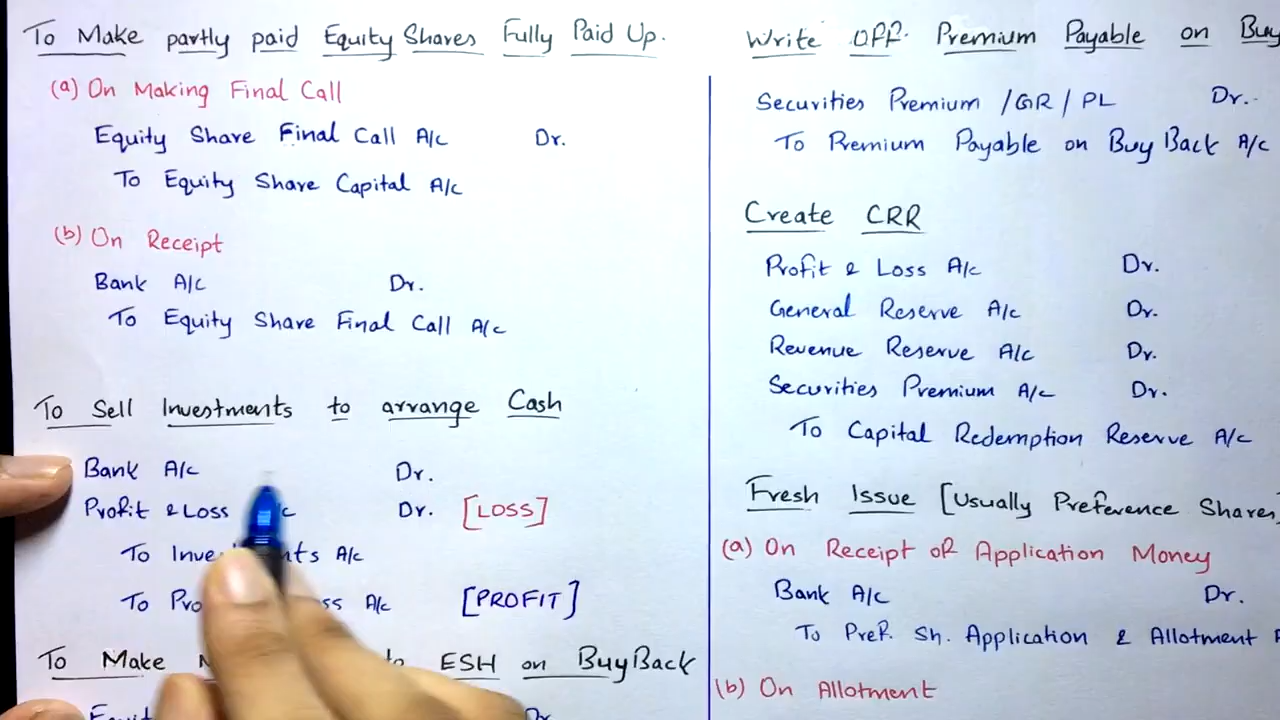 To Make partly paid Equity Shares Fully Paid Up.
(a) On Making Final Call
Equity Share Final Call A/c Dr.
To Equity Share Capital A/c
(b) On Receipt
Bank A/c Dr.
To Equity Share Final Call A/c
To Sell Investments to arrange Cash
Bank A/c Dr.
Profit & Loss Dr. [LOSS]
To A/c
To A/c [PROFIT]
To Make to ESH on BuyBack
Dr
Write Off Premium Payable on Buy
Securities Premium /GR/PL Dr.
To Premium Payable on BuyBack A/c
Create CRR
Profit & Loss A/c Dr.
General Reserve A/c Dr.
Revenue Reserve A/c Dr.
Securities Premium A/c Dr.
To Capital Redemption Reserve A/c
Fresh Issue [Usually Preference Shares]
(a) On Receipt of Application Money
Bank A/c Dr.
To Pref. Sh. Application & Allotment
(b) On Allotment